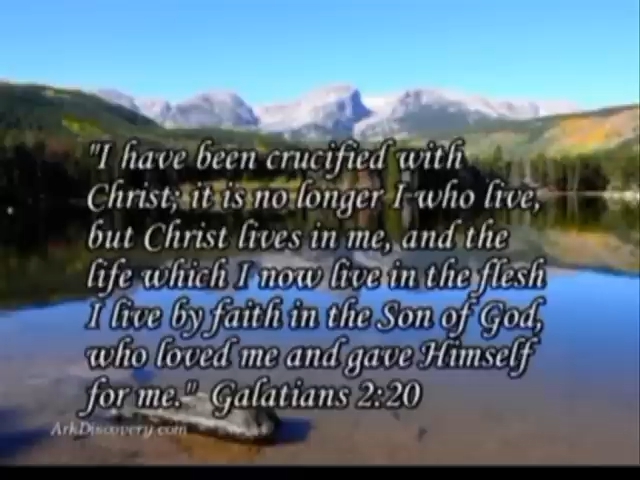 "I have been crucified with
Christ; it is no longer I who live,
but Christ lives in me, and the
life which I now live in the flesh
I live by faith in the Son of God,
who loved me and gave Himself
for me." Galatians 2:20
ArkDiscovery.com